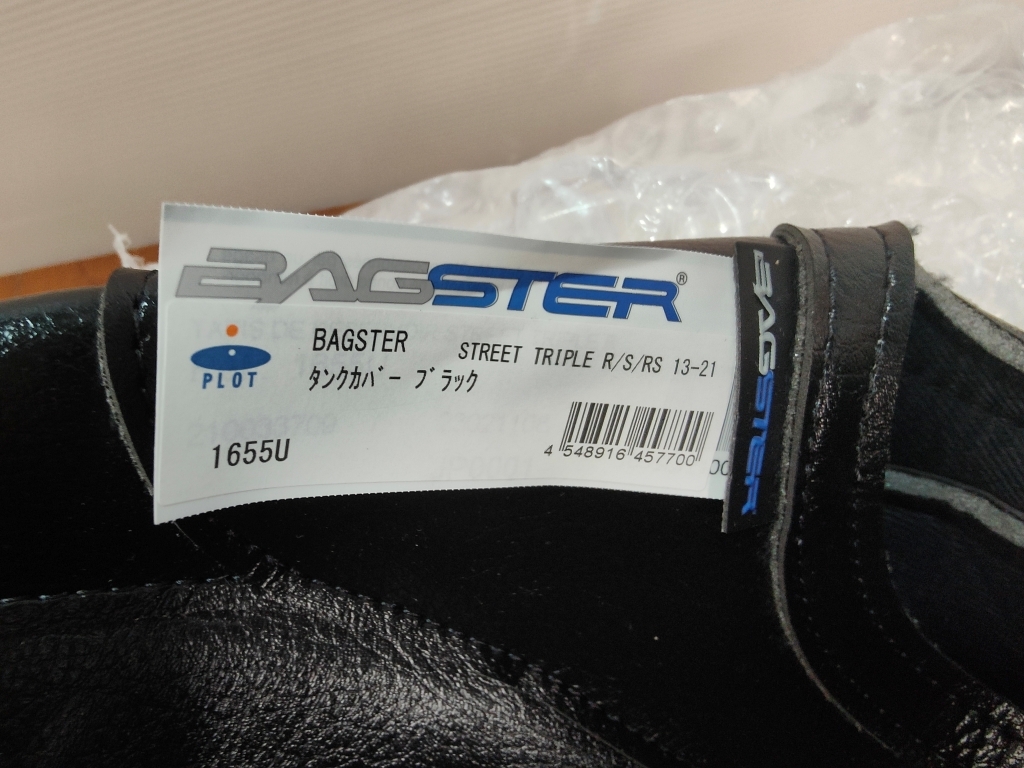 BAGSTER®
BAGSTER STREET TRIPLE R/S/RS 13-21
PLOT
ﾀﾝｸｶﾊﾞｰ ﾌﾞﾗｯｸ
1655U
4 548916 457700
BAGSTER